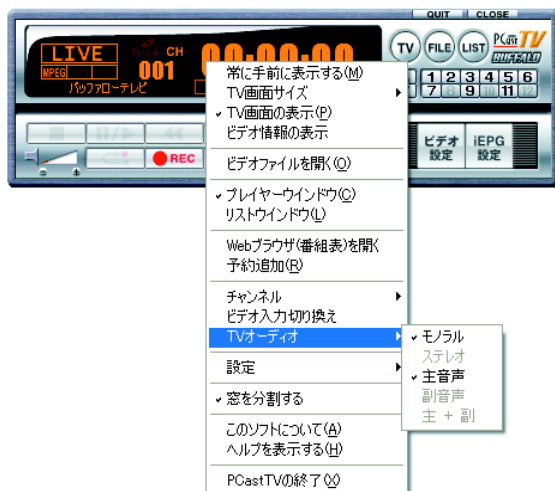 QUIT CLOSE
LIVE Track CH 00:00:00
MPEG 001
バッファローテレビ
TV FILE LIST PCastTV
BUFFALO
1 2 3 4 5 6
7 8 9 10 11 12
REC
ビデオ設定 iEPG設定
常に手前に表示する(M)
TV画面サイズ
TV画面の表示(P)
ビデオ情報の表示
ビデオファイルを開く(O)
プレイヤーウインドウ(C)
リストウインドウ(L)
Webブラウザ(番組表)を開く
予約追加(R)
チャンネル
ビデオ入力切り換え
TVオーディオ
モノラル
ステレオ
主音声
副音声
主 + 副
設定
窓を分割する
このソフトについて(A)
ヘルプを表示する(H)
PCastTVの終了(X)